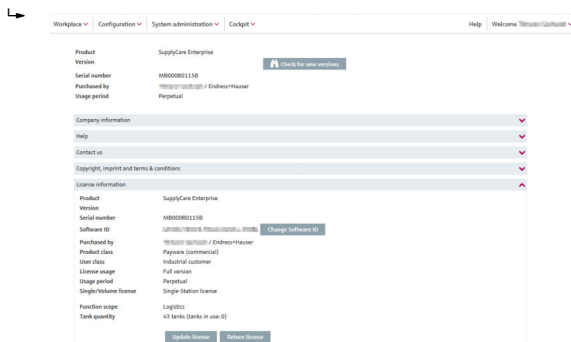 Workplace Configuration System administration Cockpit Help Welcome
Product SupplyCare Enterprise
Version
Check for new versions
Serial number MB000B0115B
Purchased by / Endress+Hauser
Usage period Perpetual
Company information
Help
Contact us
Copyright, imprint and terms & conditions
License information
Product SupplyCare Enterprise
Version
Serial number MB000B0115B
Software ID Change Software ID
Purchased by / Endress+Hauser
Product class Payware (commercial)
User class Industrial customer
License usage Full version
Usage period Perpetual
Single/Volume license Single-Station license
Function scope Logistics
Tank quantity 43 tanks (tanks in use: 0)
Update license Return license